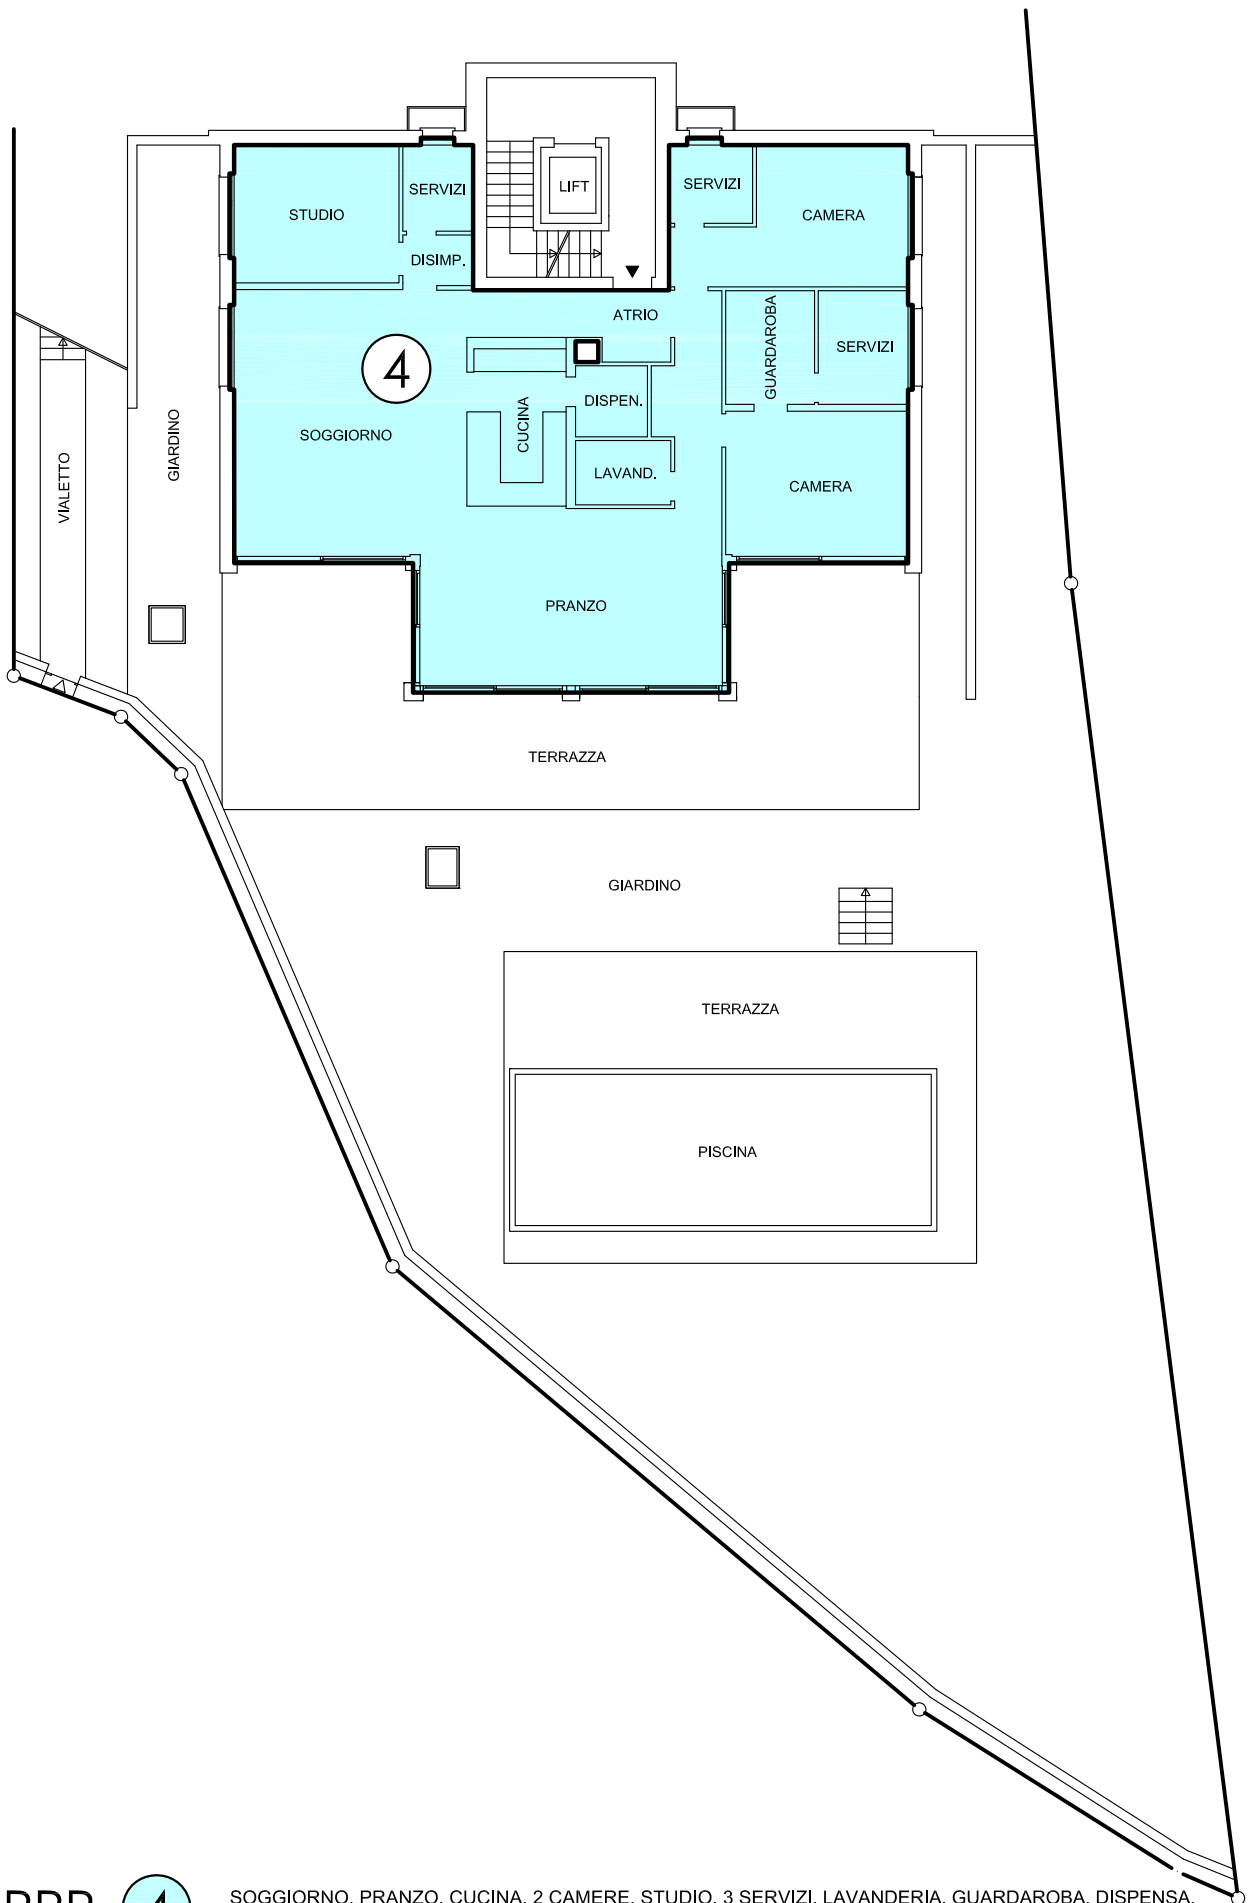 LIFT
SERVIZI
SERVIZI
STUDIO
CAMERA
DISIMP.
ATRIO
GUARDAROBA
SERVIZI
4
DISPEN.
CUCINA
SOGGIORNO
GIARDINO
LAVAND.
CAMERA
VIALETTO
PRANZO
TERRAZZA
GIARDINO
TERRAZZA
PISCINA
SOGGIORNO, PRANZO, CUCINA, 2 CAMERE, STUDIO, 3 SERVIZI, LAVANDERIA, GUARDAROBA, DISPENSA,